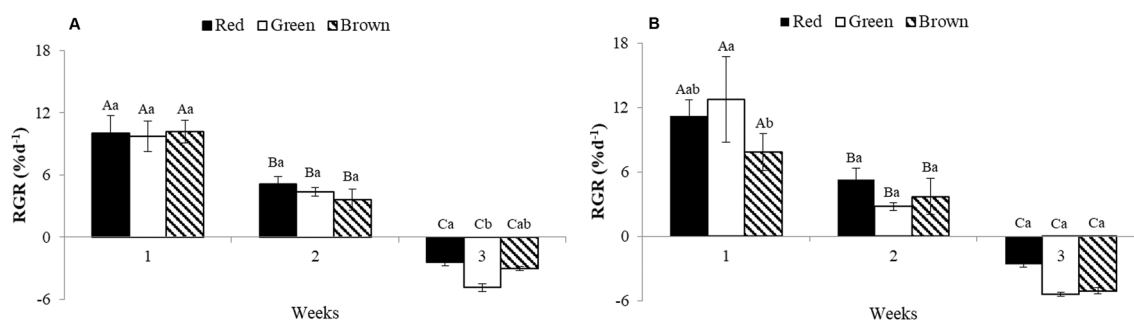 A
Red Green Brown
18
12
6
0
-6
RGR (%d-1)
Aa Aa Aa
Ba Ba Ba
Ca Cb Cab
1 2 3
Weeks
B
Red Green Brown
18
12
6
0
-6
RGR (%d-1)
Aab Aa Ab
Ba Ba Ba
Ca Ca Ca
1 2 3
Weeks